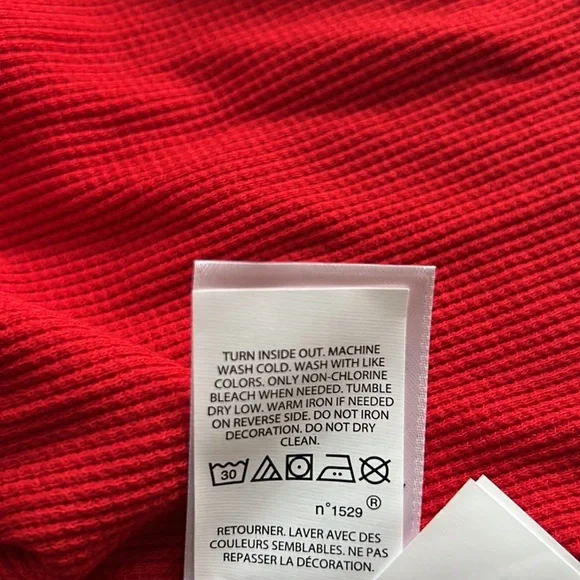 TURN INSIDE OUT. MACHINE
WASH COLD. WASH WITH LIKE
COLORS. ONLY NON-CHLORINE
BLEACH WHEN NEEDED. TUMBLE
DRY LOW. WARM IRON IF NEEDED
ON REVERSE SIDE. DO NOT IRON
DECORATION. DO NOT DRY
CLEAN.
30
n°1529 ®
RETOURNER. LAVER AVEC DES
COULEURS SEMBLABLES. NE PAS
REPASSER LA DÉCORATION.